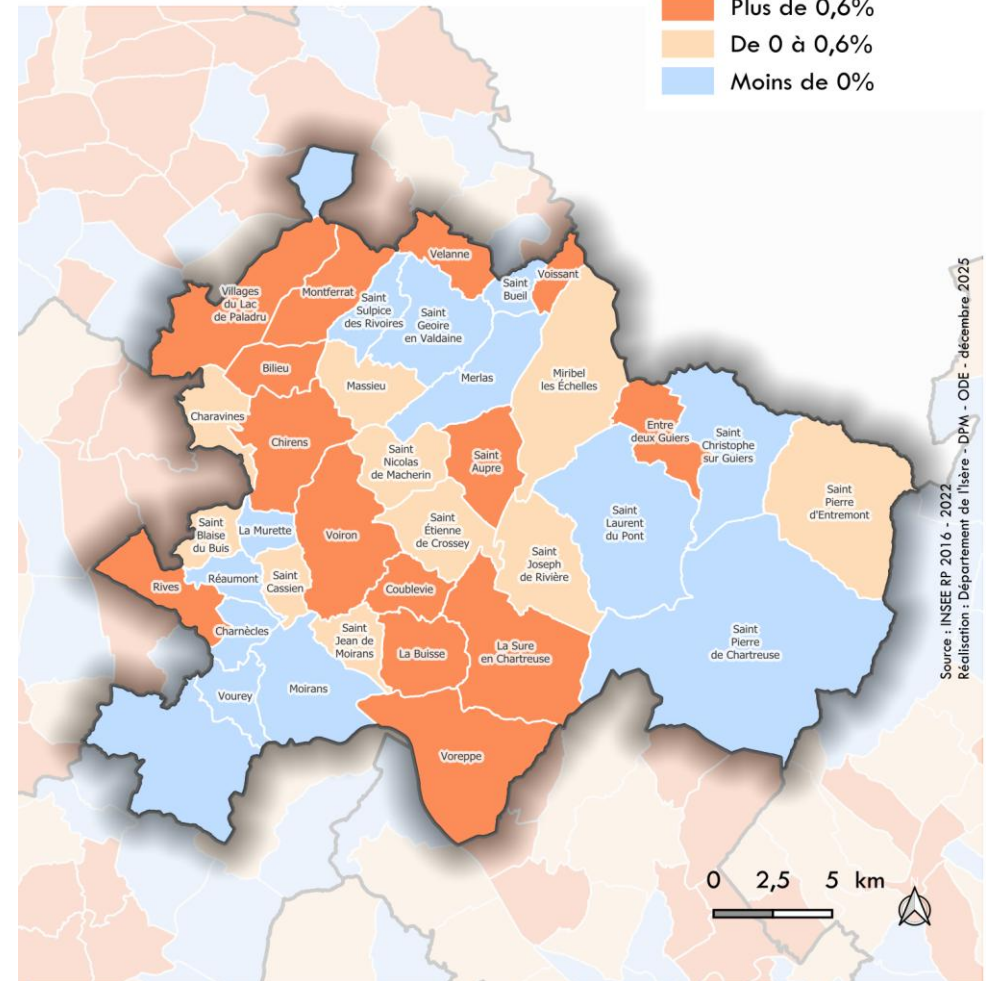 Plus de 0,6%
De 0 à 0,6%
Moins de 0%
Velanne
Saint
Bueil
Voissant
Villages
du Lac
de Paladru
Montferrat
Saint
Sulpice
des Rivoires
Saint
Geoire
en Valdaine
Bilieu
Massieu
Merlas
Miribel
les Échelles
Charavines
Chirens
Saint
Nicolas
de Macherin
Saint
Aupre
Entre
deux Guiers
Saint
Christophe
sur Guiers
Saint
Pierre
d'Entremont
Saint
Blaise
du Buis
La Murette
Voiron
Saint
Étienne
de Crossey
Saint
Laurent
du Pont
Saint
Joseph
de Rivière
Rives
Réaumont
Saint
Cassien
Coublevie
Charnècles
Saint
Jean de
Moirans
La Buisse
La Sure
en Chartreuse
Saint
Pierre
de Chartreuse
Vourey
Moirans
Voreppe
0 2,5 5 km
Source : INSEE RP 2016 - 2022
Réalisation : Département de l'Isère - DPM - ODE - décembre 2025